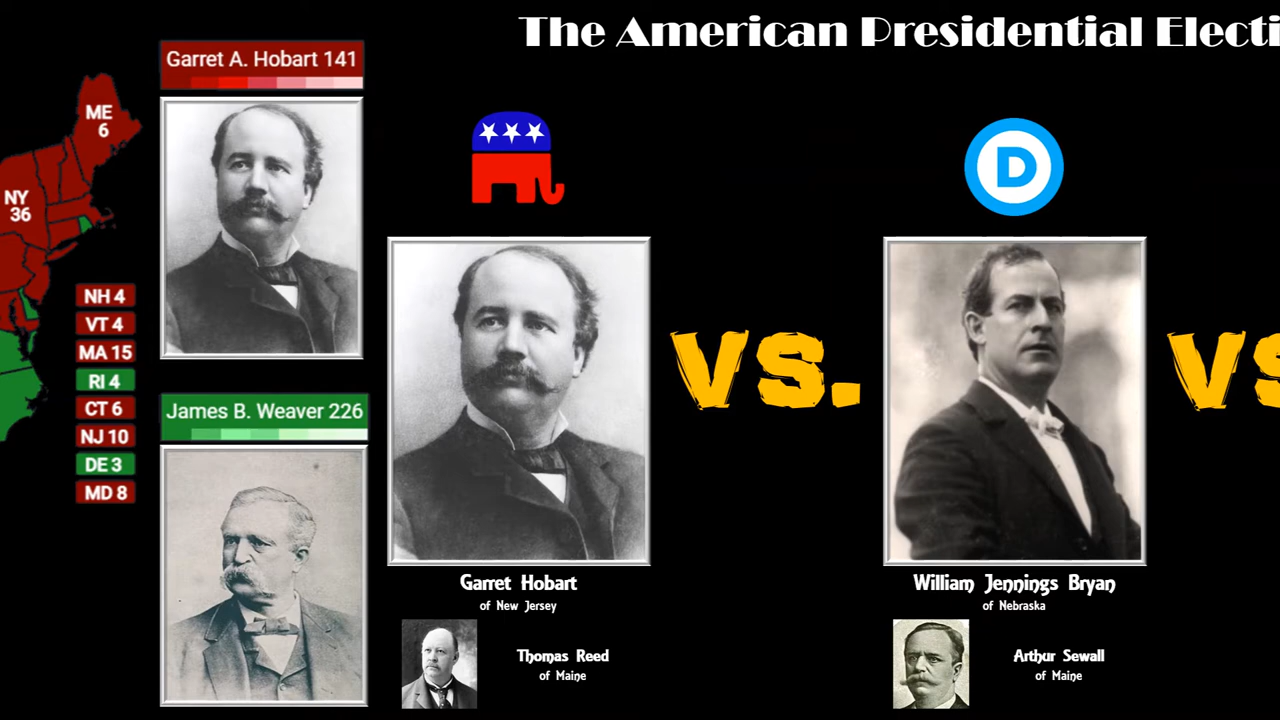 The American Presidential Electi
Garret A. Hobart 141
ME
6
NY
36
NH 4
VT 4
MA 15
RI 4
CT 6
NJ 10
DE 3
MD 8
James B. Weaver 226
D
vs.
vs
Garret Hobart
of New Jersey
Thomas Reed
of Maine
William Jennings Bryan
of Nebraska
Arthur Sewall
of Maine